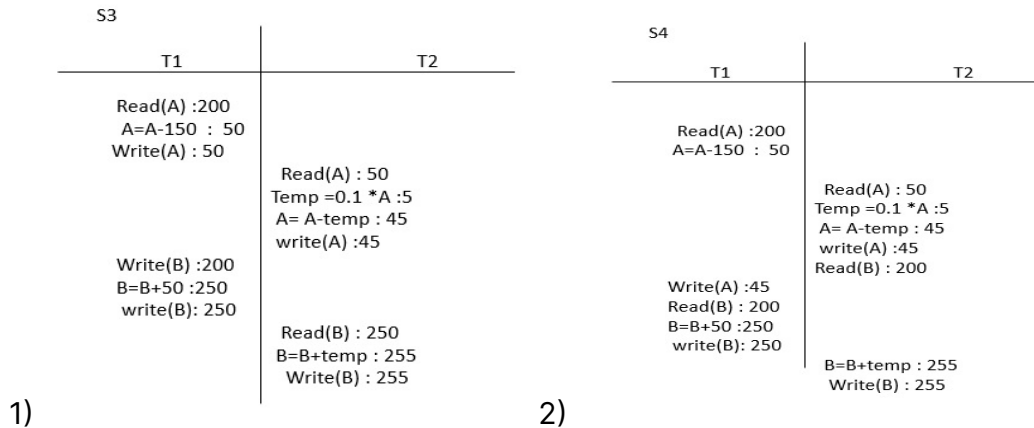 S3
T1
T2
Read(A) :200
A=A-150 : 50
Write(A) : 50
Read(A) : 50
Temp =0.1 *A :5
A= A-temp : 45
write(A) :45
Write(B) :200
B=B+50 :250
write(B): 250
Read(B) : 250
B=B+temp : 255
Write(B) : 255
1)
S4
T1
T2
Read(A) :200
A=A-150 : 50
Read(A) : 50
Temp =0.1 *A :5
A= A-temp : 45
write(A) :45
Read(B) : 200
Write(A) :45
Read(B) : 200
B=B+50 :250
write(B): 250
B=B+temp : 255
Write(B) : 255
2)